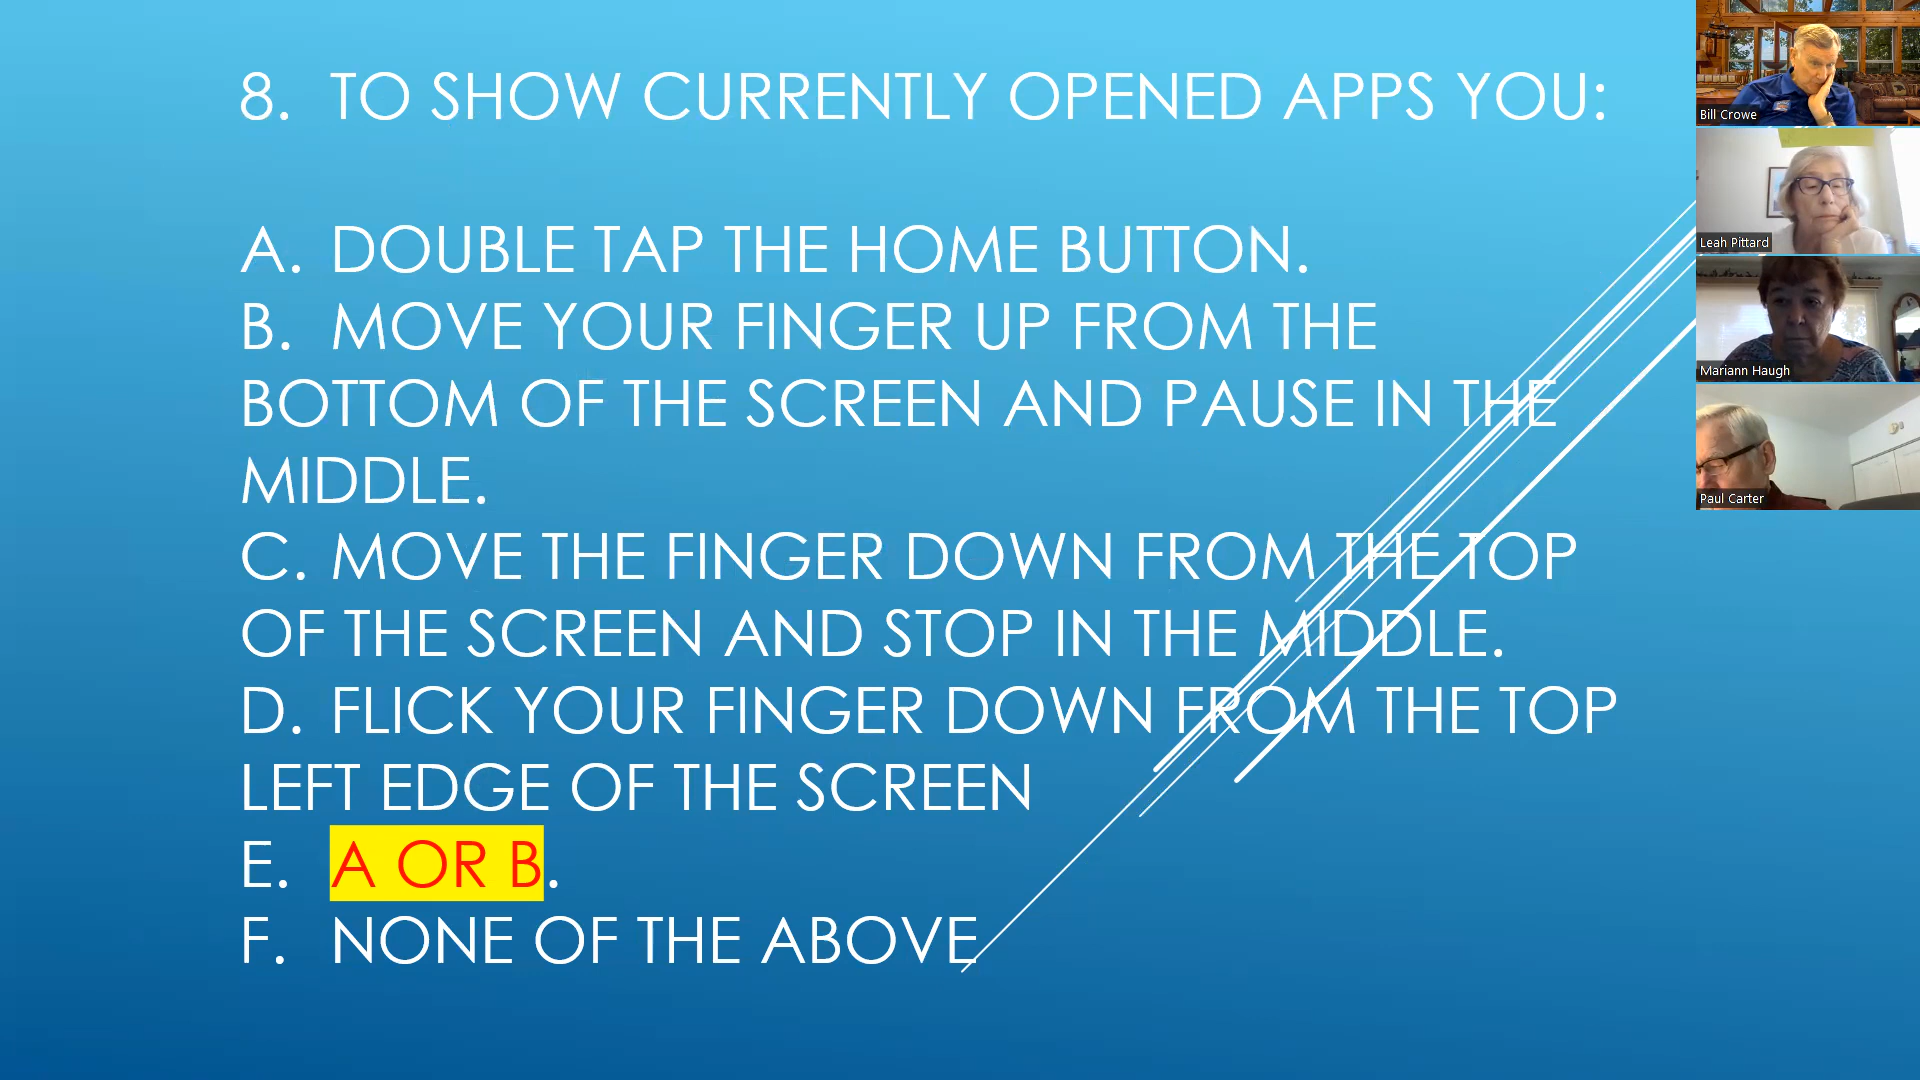 8. TO SHOW CURRENTLY OPENED APPS YOU:
A. DOUBLE TAP THE HOME BUTTON.
B. MOVE YOUR FINGER UP FROM THE
BOTTOM OF THE SCREEN AND PAUSE IN THE
MIDDLE.
C. MOVE THE FINGER DOWN FROM THE TOP
OF THE SCREEN AND STOP IN THE MIDDLE.
D. FLICK YOUR FINGER DOWN FROM THE TOP
LEFT EDGE OF THE SCREEN
E. A OR B.
F. NONE OF THE ABOVE
Bill Crowe
Leah Pittard
Mariann Haugh
Paul Carter